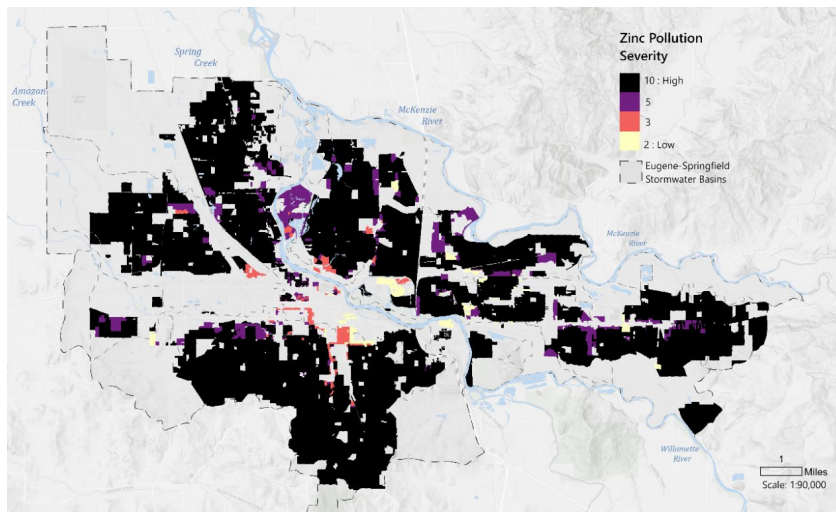 Zinc Pollution
Severity
10 : High
5
3
2 : Low
Eugene-Springfield
Stormwater Basins
Spring
Creek
Amazon
Creek
McKenzie
River
McKenzie
River
Willamette
River
1
Miles
Scale: 1:90,000